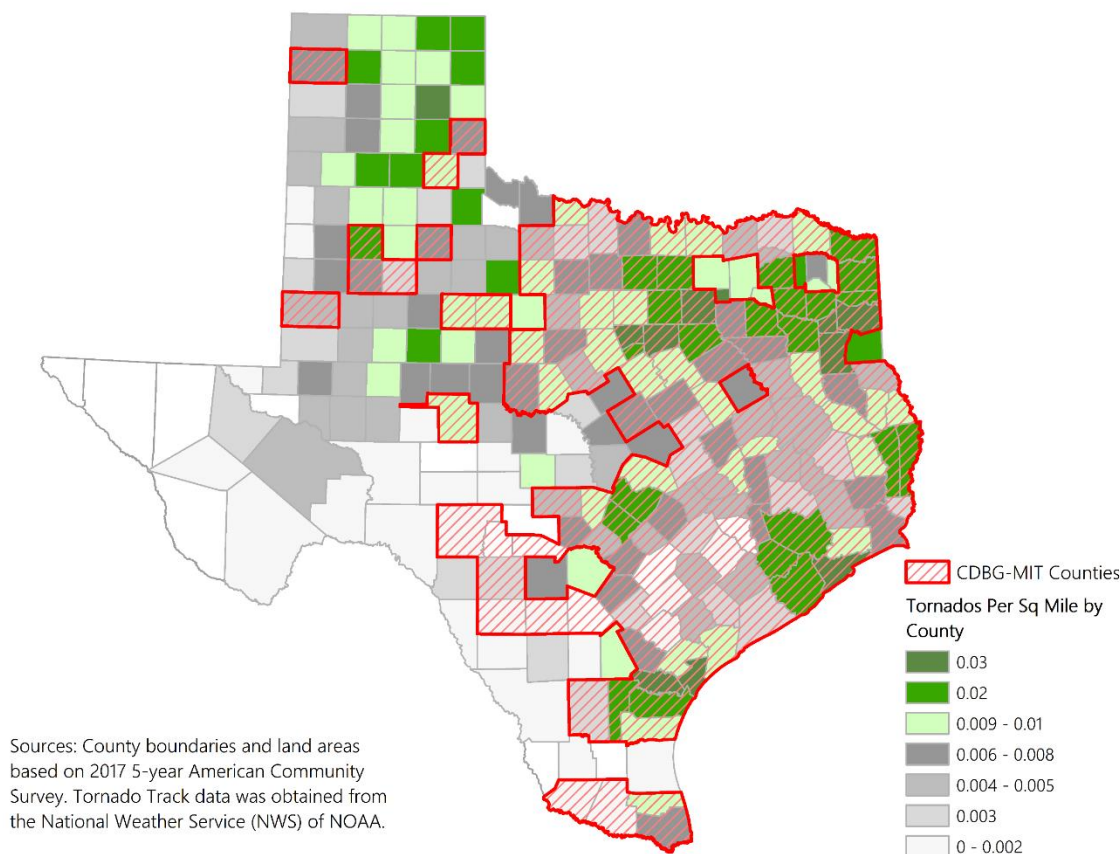 CDBG-MIT Counties
Tornados Per Sq Mile by
County
0.03
0.02
0.009 - 0.01
0.006 - 0.008
0.004 - 0.005
0.003
0 - 0.002
Sources: County boundaries and land areas
based on 2017 5-year American Community
Survey. Tornado Track data was obtained from
the National Weather Service (NWS) of NOAA.